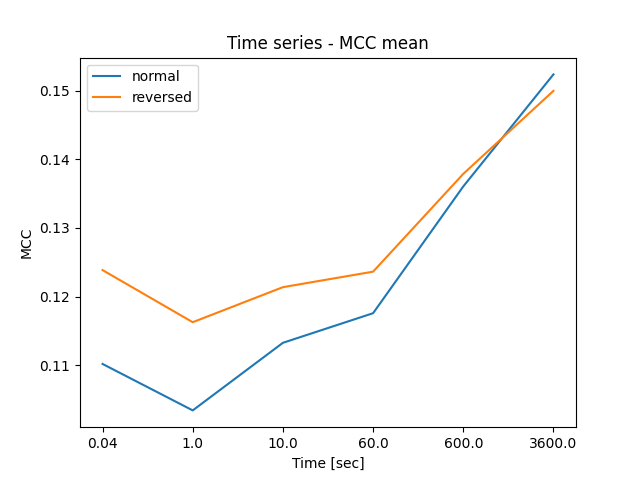 Time series - MCC mean
normal
reversed
0.15
0.14
0.13
0.12
0.11
MCC
0.04 1.0 10.0 60.0 600.0 3600.0
Time [sec]